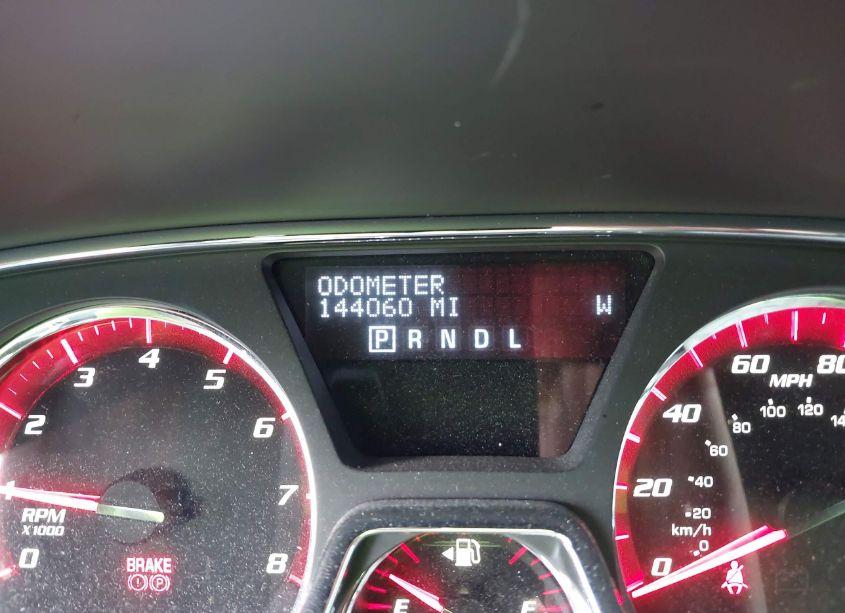 ODOMETER
144060 MI W
P R N D L
0 2 3 4 5 6 7 8
RPM
X1000
BRAKE
(!) (P)
E F
0 20 40 60 80
MPH
0 20 40 60 80 100 120
km/h